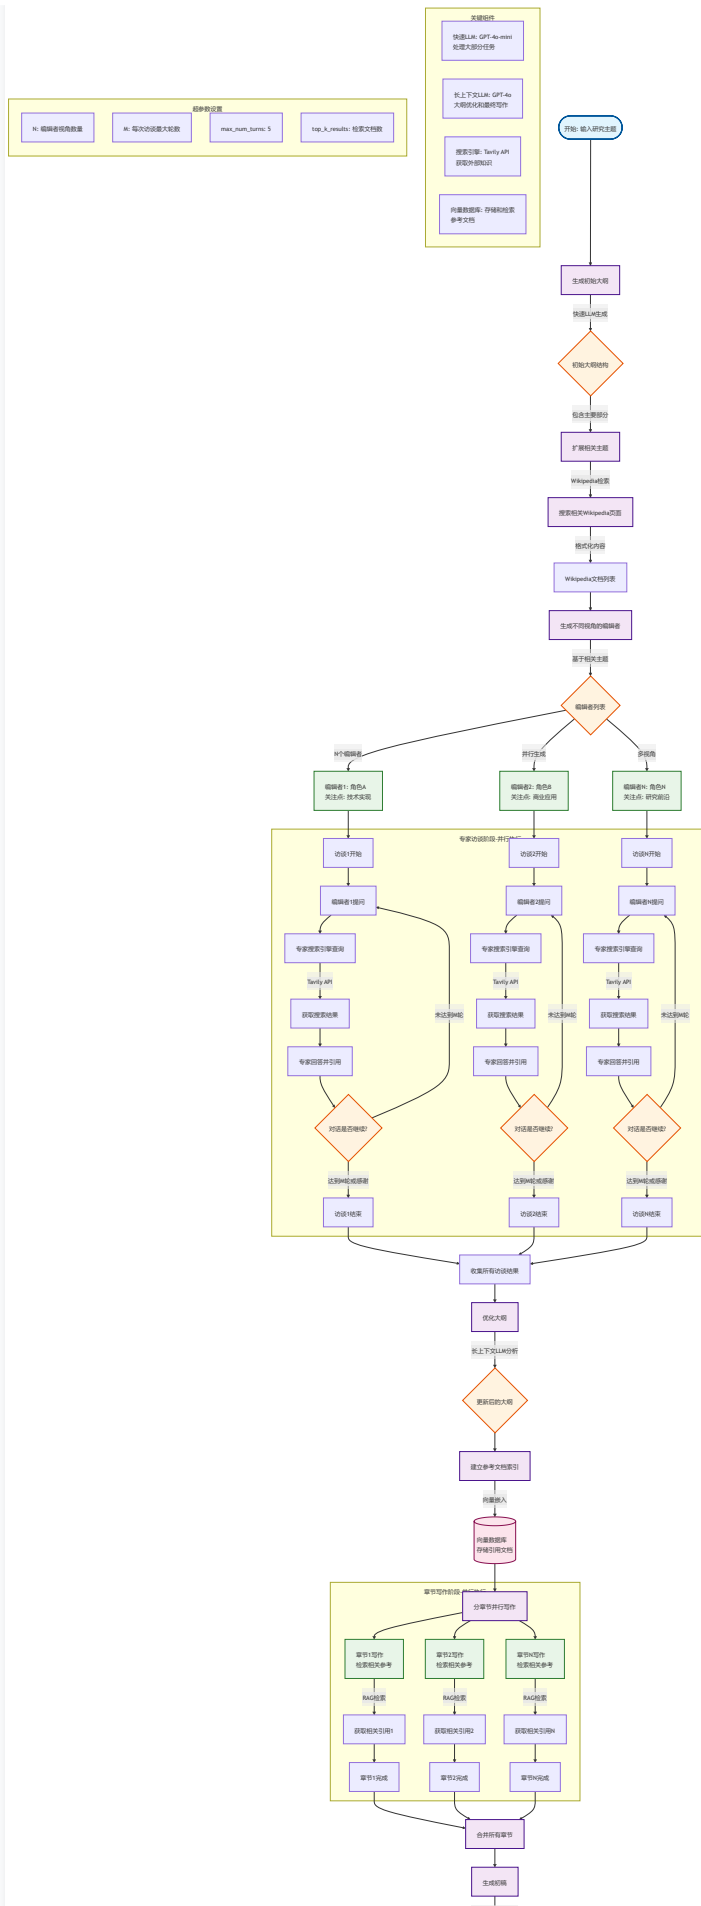 关键组件
快速LLM: GPT-4o-mini
处理大部分任务
长上下文LLM: GPT-4o
大纲优化和最终写作
搜索引擎: Tavily API
获取外部知识
向量数据库: 存储和检索
参考文档
超参数设置
N: 编辑者视角数量
M: 每次访谈最大轮数
max_num_turns: 5
top_k_results: 检索文档数
开始: 输入研究主题
生成初始大纲
快速LLM生成
初始大纲结构
包含主要部分
扩展相关主题
Wikipedia检索
搜索相关Wikipedia页面
格式化内容
Wikipedia文档列表
生成不同视角的编辑者
基于相关主题
编辑者列表
N个编辑者
并行生成
多视角
编辑者1: 角色A
关注点: 技术实现
编辑者2: 角色B
关注点: 商业应用
编辑者N: 角色N
关注点: 研究前沿
专家访谈阶段-并行执行
访谈1开始
访谈2开始
访谈N开始
编辑者1提问
编辑者2提问
编辑者N提问
专家搜索引擎查询
专家搜索引擎查询
专家搜索引擎查询
Tavily API
Tavily API
Tavily API
获取搜索结果
未达到M轮
获取搜索结果
未达到M轮
获取搜索结果
未达到M轮
专家回答并引用
专家回答并引用
专家回答并引用
对话是否继续?
对话是否继续?
对话是否继续?
达到M轮或感谢
达到M轮或感谢
达到M轮或感谢
访谈1结束
访谈2结束
访谈N结束
收集所有访谈结果
优化大纲
长上下文LLM分析
更新后的大纲
建立参考文档索引
向量嵌入
向量数据库
存储引用文档
章节写作阶段-并行执行
分章节并行写作
章节1写作
检索相关参考
章节2写作
检索相关参考
章节N写作
检索相关参考
RAG检索
RAG检索
RAG检索
获取相关引用1
获取相关引用2
获取相关引用N
章节1完成
章节2完成
章节N完成
合并所有章节
生成初稿